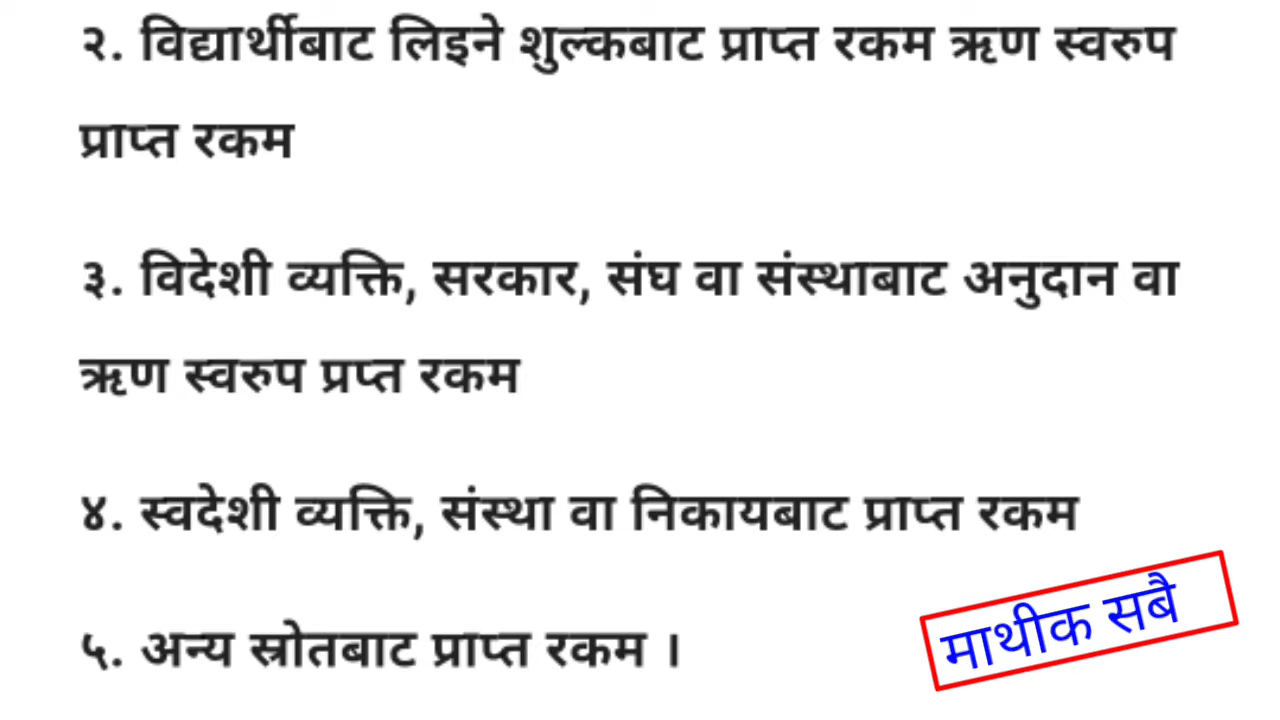 २. विद्यार्थीबाट लिइने शुल्कबाट प्राप्त रकम ऋण स्वरुप
प्राप्त रकम
३. विदेशी व्यक्ति, सरकार, संघ वा संस्थाबाट अनुदान वा
ऋण स्वरुप प्रप्त रकम
४. स्वदेशी व्यक्ति, संस्था वा निकायबाट प्राप्त रकम
५. अन्य स्रोतबाट प्राप्त रकम ।
माथीक सबै